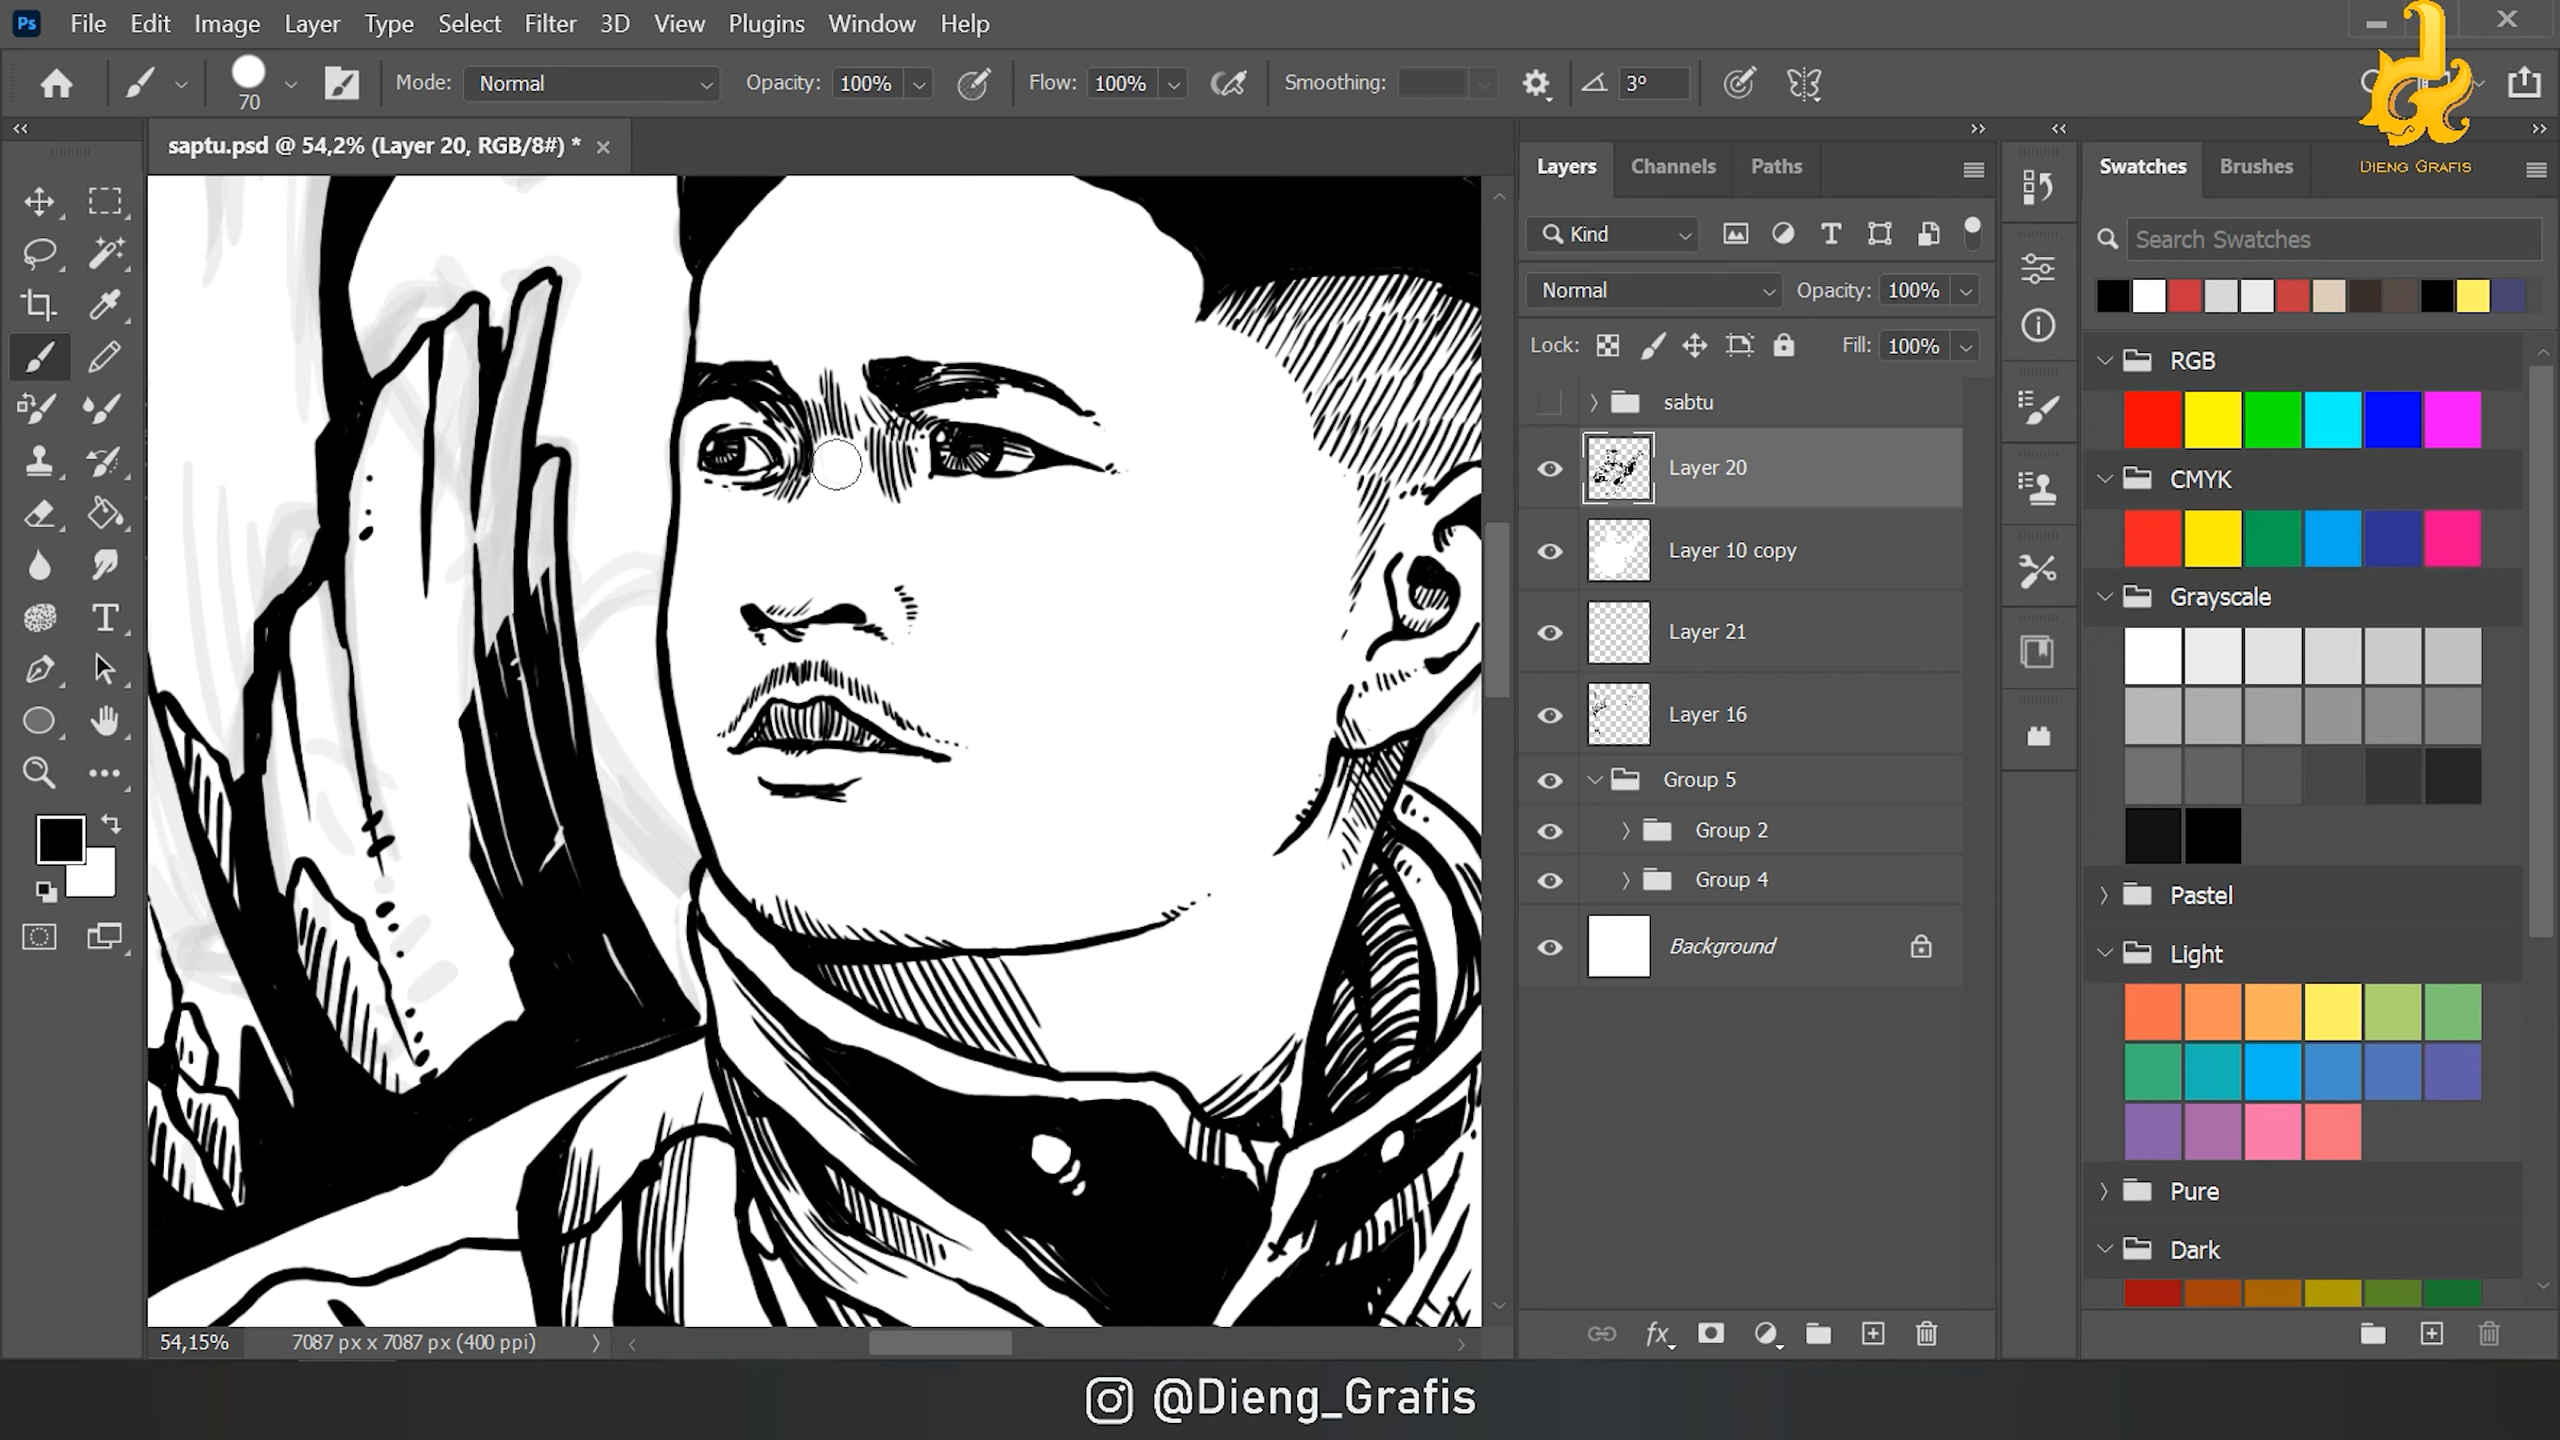 Ps File Edit Image Layer Type Select Filter 3D View Plugins Window Help
70 Mode: Normal Opacity: 100% Flow: 100% Smoothing: 3°
saptu.psd @ 54,2% (Layer 20, RGB/8#) *
DIENG GRAFIS
Layers Channels Paths
Kind
Normal Opacity: 100%
Lock: Fill: 100%
sabtu
Layer 20
Layer 10 copy
Layer 21
Layer 16
Group 5
Group 2
Group 4
Background
fx
Swatches Brushes
Search Swatches
RGB
CMYK
Grayscale
Pastel
Light
Pure
Dark
54,15% 7087 px x 7087 px (400 ppi)
@Dieng_Grafis